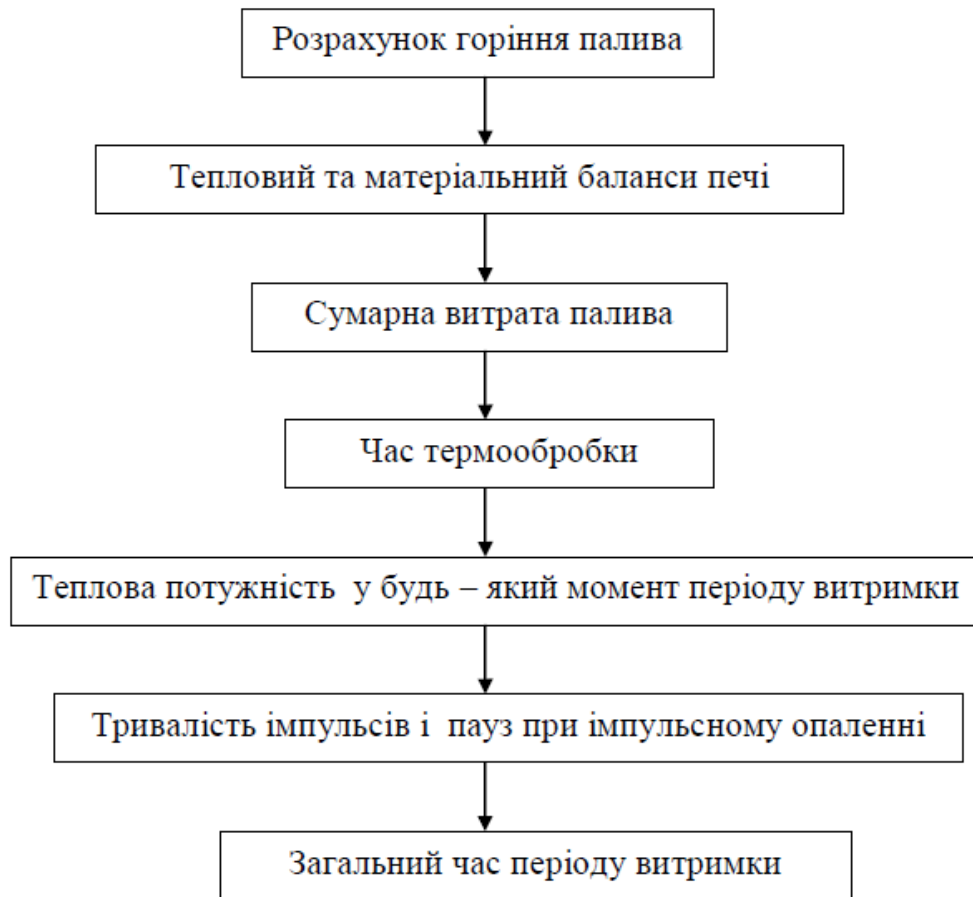 Розрахунок горіння палива
Тепловий та матеріальний баланси печі
Сумарна витрата палива
Час термообробки
Теплова потужність у будь – який момент періоду витримки
Тривалість імпульсів і пауз при імпульсному опаленні
Загальний час періоду витримки